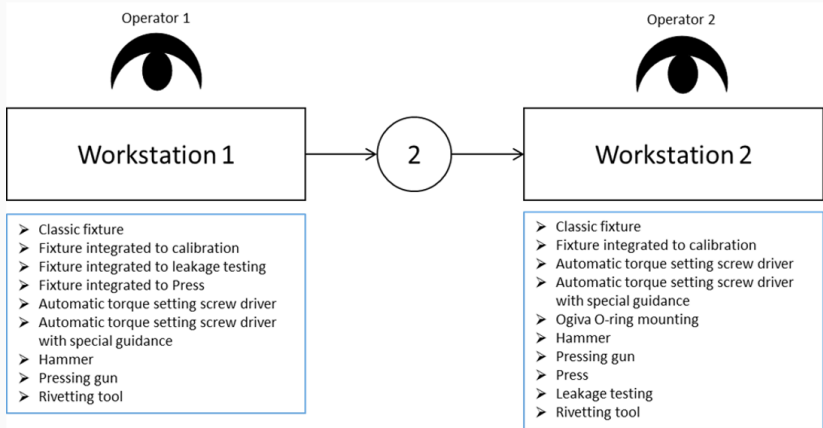 Operator 1
Operator 2
Workstation 1
2
Workstation 2
➢ Classic fixture
➢ Fixture integrated to calibration
➢ Fixture integrated to leakage testing
➢ Fixture integrated to Press
➢ Automatic torque setting screw driver
➢ Automatic torque setting screw driver
with special guidance
➢ Hammer
➢ Pressing gun
➢ Rivetting tool
➢ Classic fixture
➢ Fixture integrated to calibration
➢ Automatic torque setting screw driver
➢ Automatic torque setting screw driver
with special guidance
➢ Ogiva O-ring mounting
➢ Hammer
➢ Pressing gun
➢ Press
➢ Leakage testing
➢ Rivetting tool